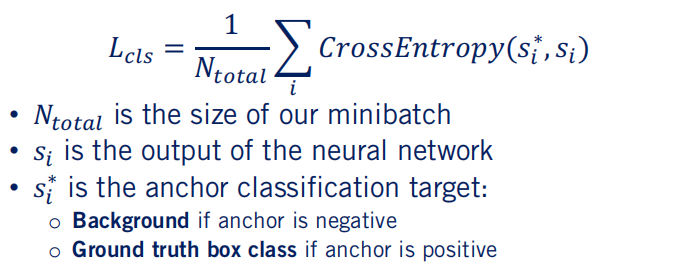 L_{cls} = \frac{1}{N_{total}} \sum_{i} CrossEntropy(s_i^*, s_i)
• N_{total} is the size of our minibatch
• s_i is the output of the neural network
• s_i^* is the anchor classification target:
o Background if anchor is negative
o Ground truth box class if anchor is positive